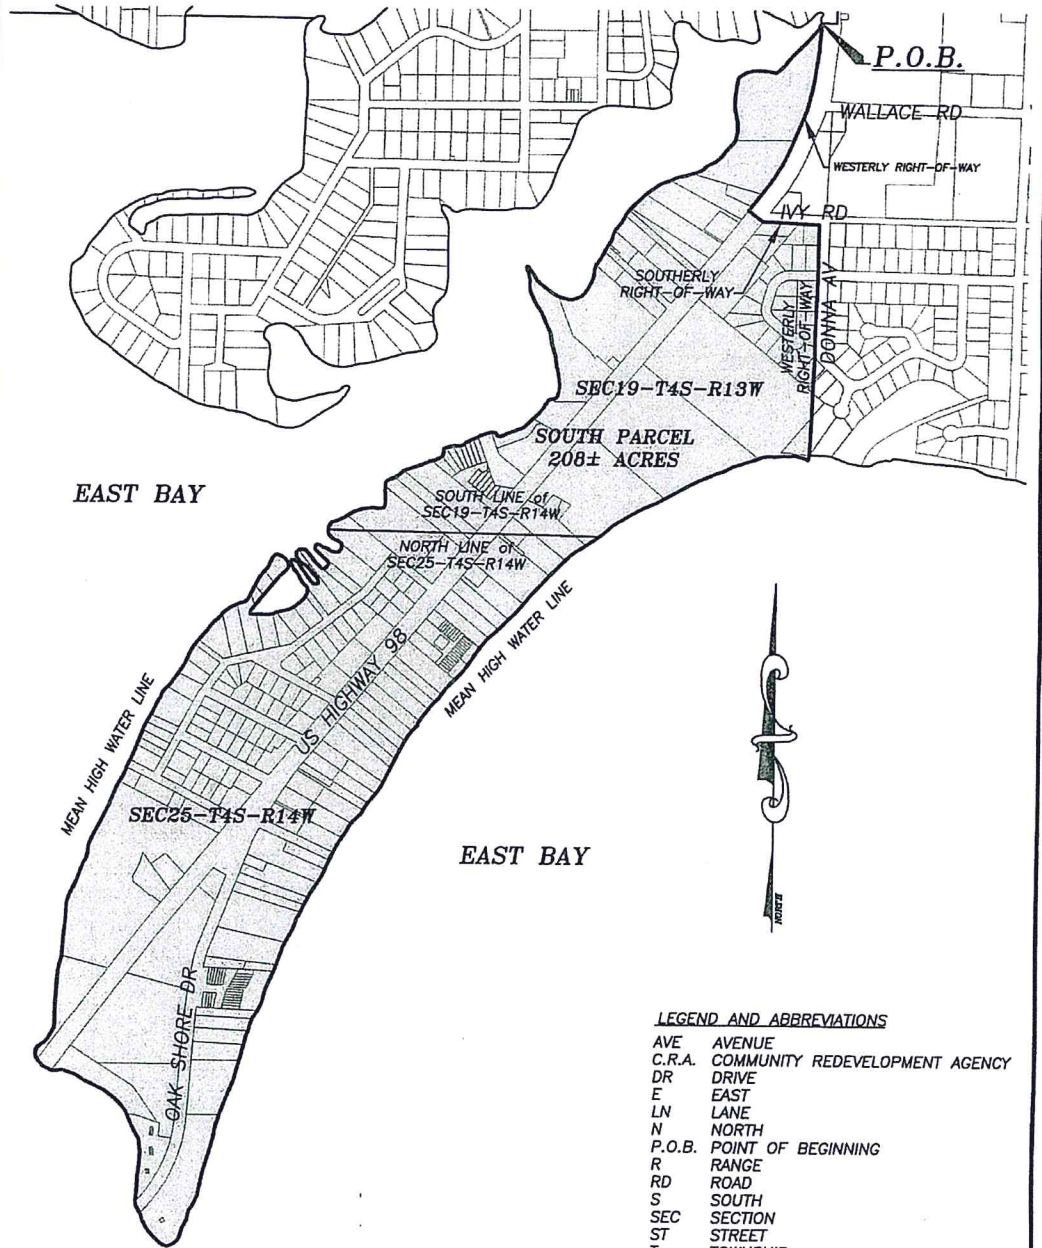 P.O.B.
WALLACE RD
WESTERLY RIGHT-OF-WAY
IVY RD
SOUTHERLY
RIGHT-OF-WAY
WESTERLY
RIGHT-OF-WAY
DONNA AV
SEC19-T4S-R13W
SOUTH PARCEL
208± ACRES
EAST BAY
SOUTH LINE of
SEC19-T4S-R14W
NORTH LINE of
SEC25-T4S-R14W
MEAN HIGH WATER LINE
US HIGHWAY 98
MEAN HIGH WATER LINE
SEC25-T4S-R14W
EAST BAY
OAK SHORE DR
LEGEND AND ABBREVIATIONS
AVE AVENUE
C.R.A. COMMUNITY REDEVELOPMENT AGENCY
DR DRIVE
E EAST
LN LANE
N NORTH
P.O.B. POINT OF BEGINNING
R RANGE
RD ROAD
S SOUTH
SEC SECTION
ST STREET
T TOWNSHIP